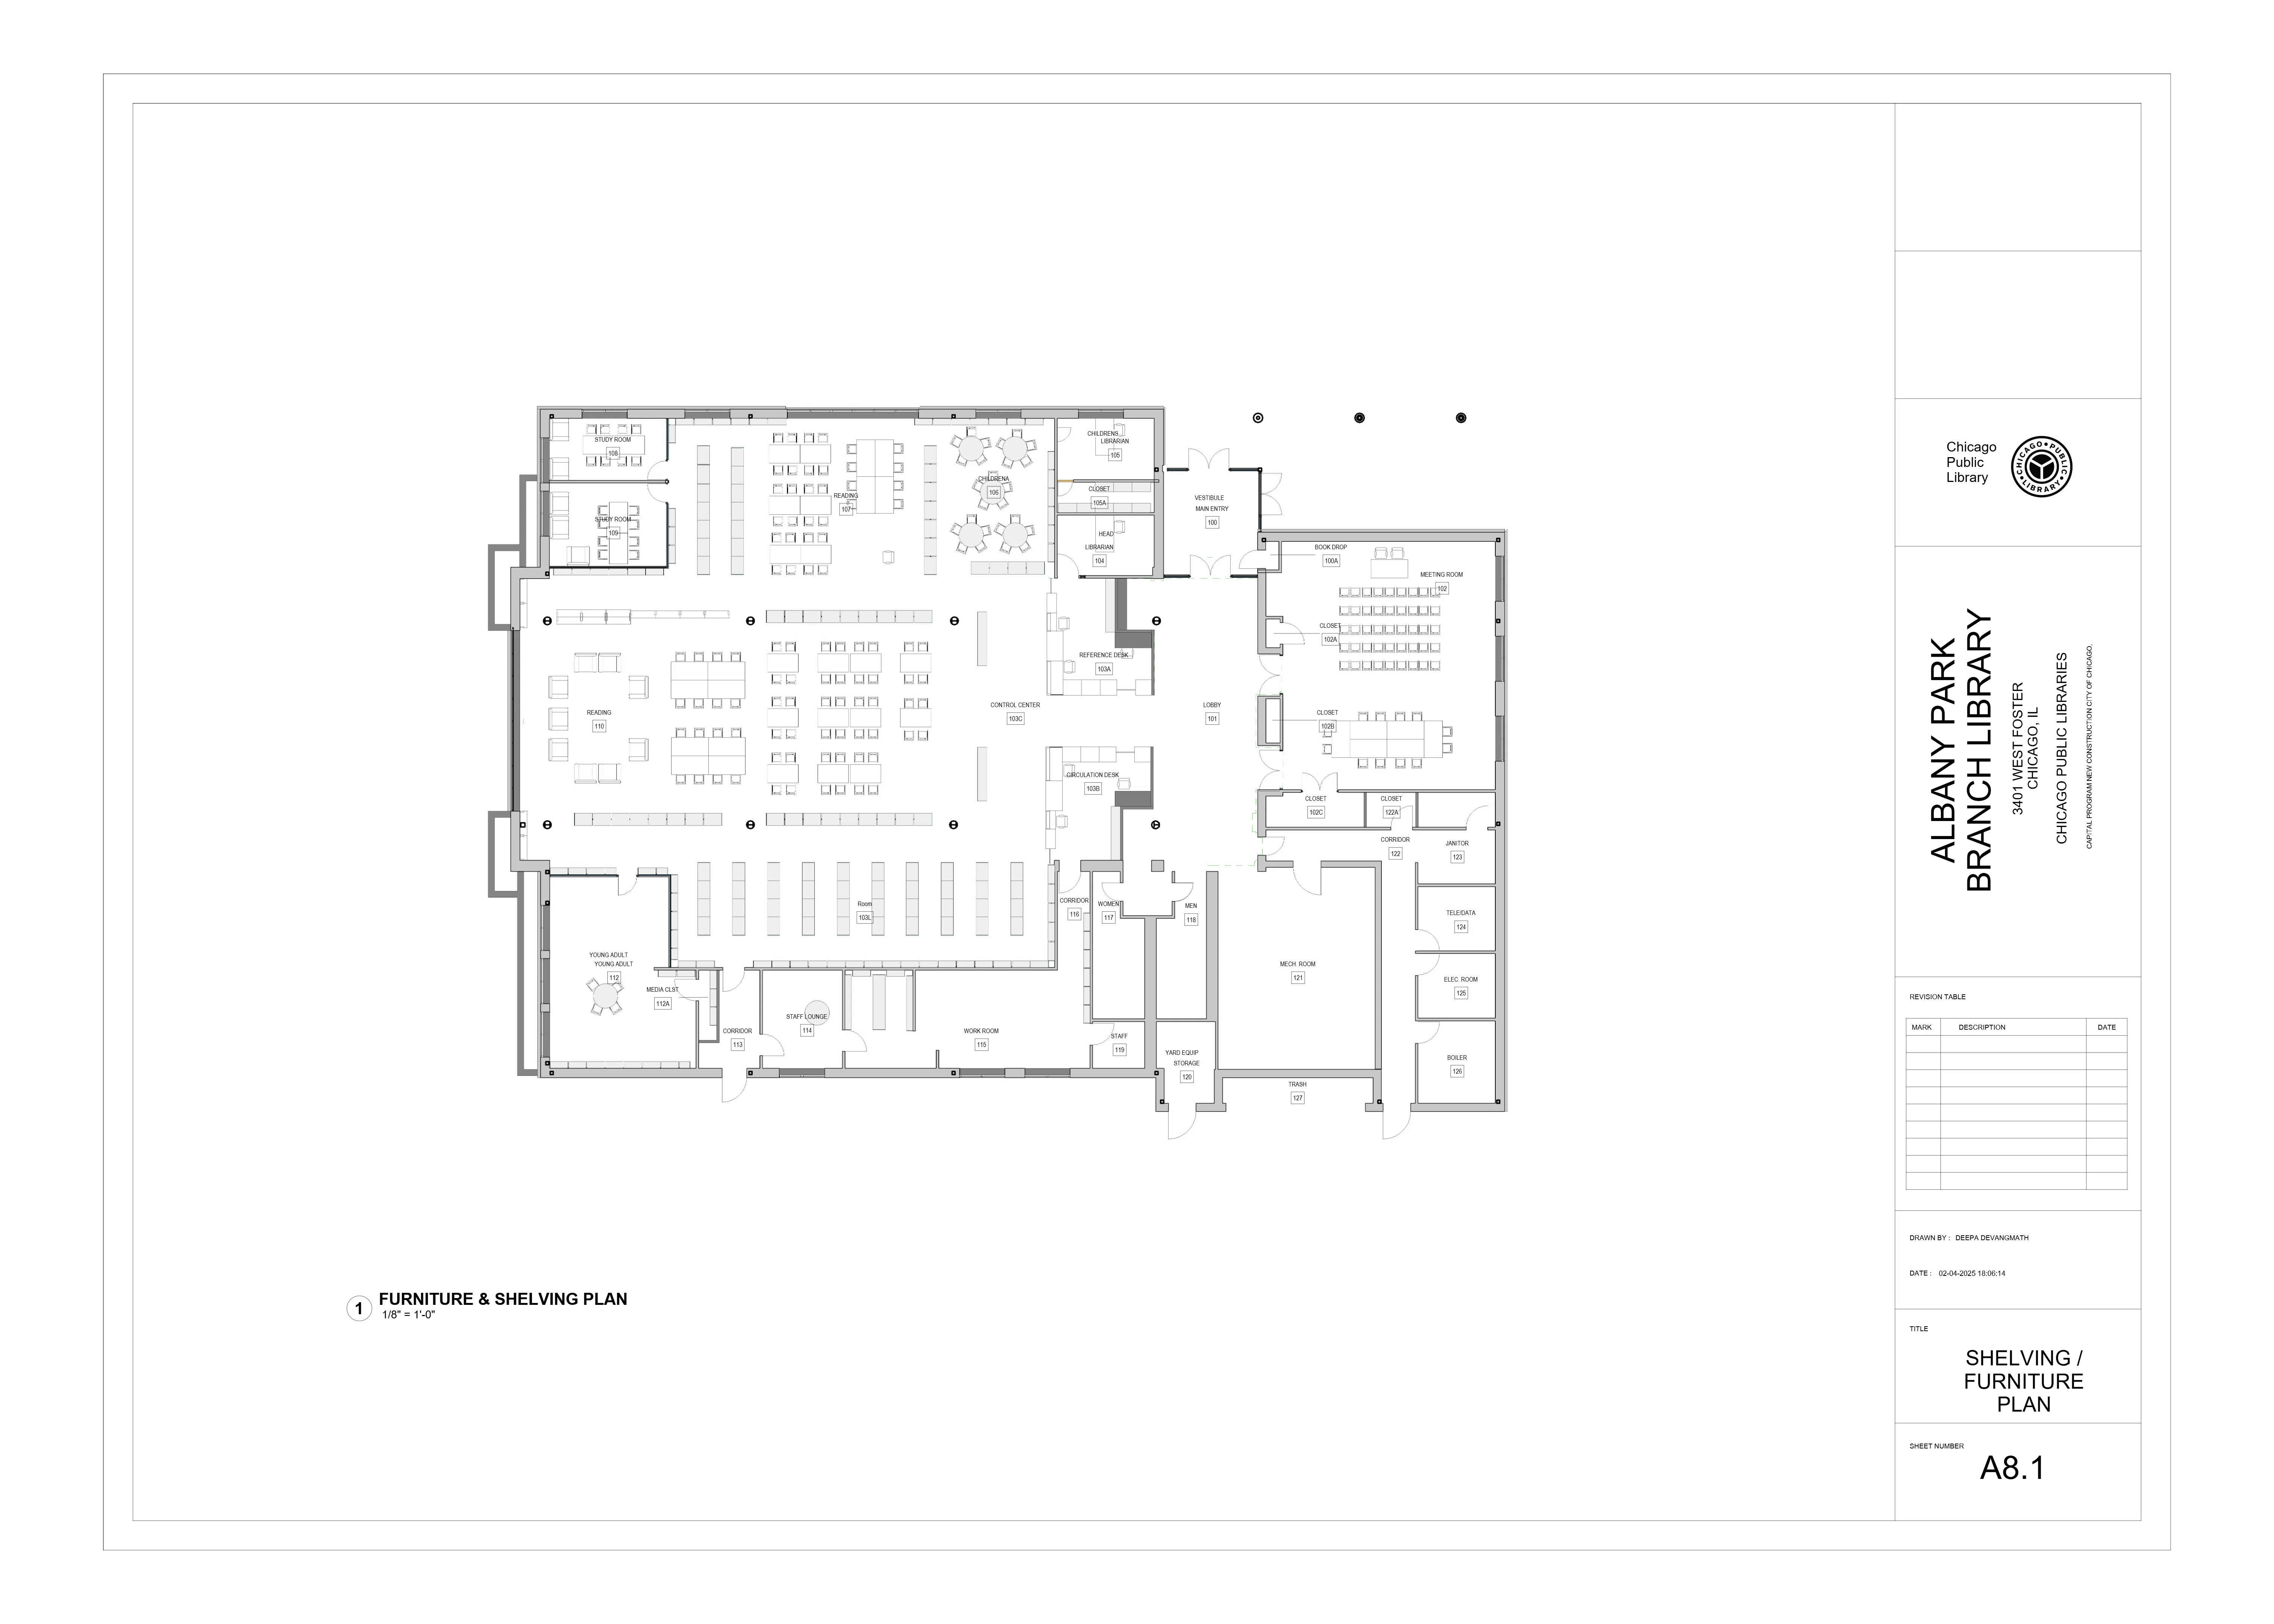 STUDY ROOM
108
STUDY ROOM
109
READING
107
CHILDRENA
106
CHILDRENS
LIBRARIAN
105
CLOSET
105A
HEAD
LIBRARIAN
104
VESTIBULE
MAIN ENTRY
100
BOOK DROP
100A
MEETING ROOM
102
CLOSET
102A
REFERENCE DESK
103A
READING
110
CONTROL CENTER
103C
LOBBY
101
CLOSET
102B
CIRCULATION DESK
103B
CLOSET
102C
CLOSET
122A
CORRIDOR
122
JANITOR
123
Room
103L
CORRIDOR
116
WOMEN
117
MEN
118
TELE/DATA
124
YOUNG ADULT
YOUNG ADULT
112
MEDIA CLST
112A
MECH. ROOM
121
ELEC. ROOM
125
CORRIDOR
113
STAFF LOUNGE
114
WORK ROOM
115
STAFF
119
YARD EQUIP
STORAGE
120
BOILER
126
TRASH
127
1
FURNITURE & SHELVING PLAN
1/8" = 1'-0"
Chicago
Public
Library
CHICAGO PUBLIC
LIBRARY
ALBANY PARK
BRANCH LIBRARY
3401 WEST FOSTER
CHICAGO, IL
CHICAGO PUBLIC LIBRARIES
CAPITAL PROGRAM NEW CONSTRUCTION CITY OF CHICAGO.
REVISION TABLE
MARK DESCRIPTION DATE
DRAWN BY : DEEPA DEVANGMATH
DATE : 02-04-2025 18:06:14
TITLE
SHELVING /
FURNITURE
PLAN
SHEET NUMBER
A8.1